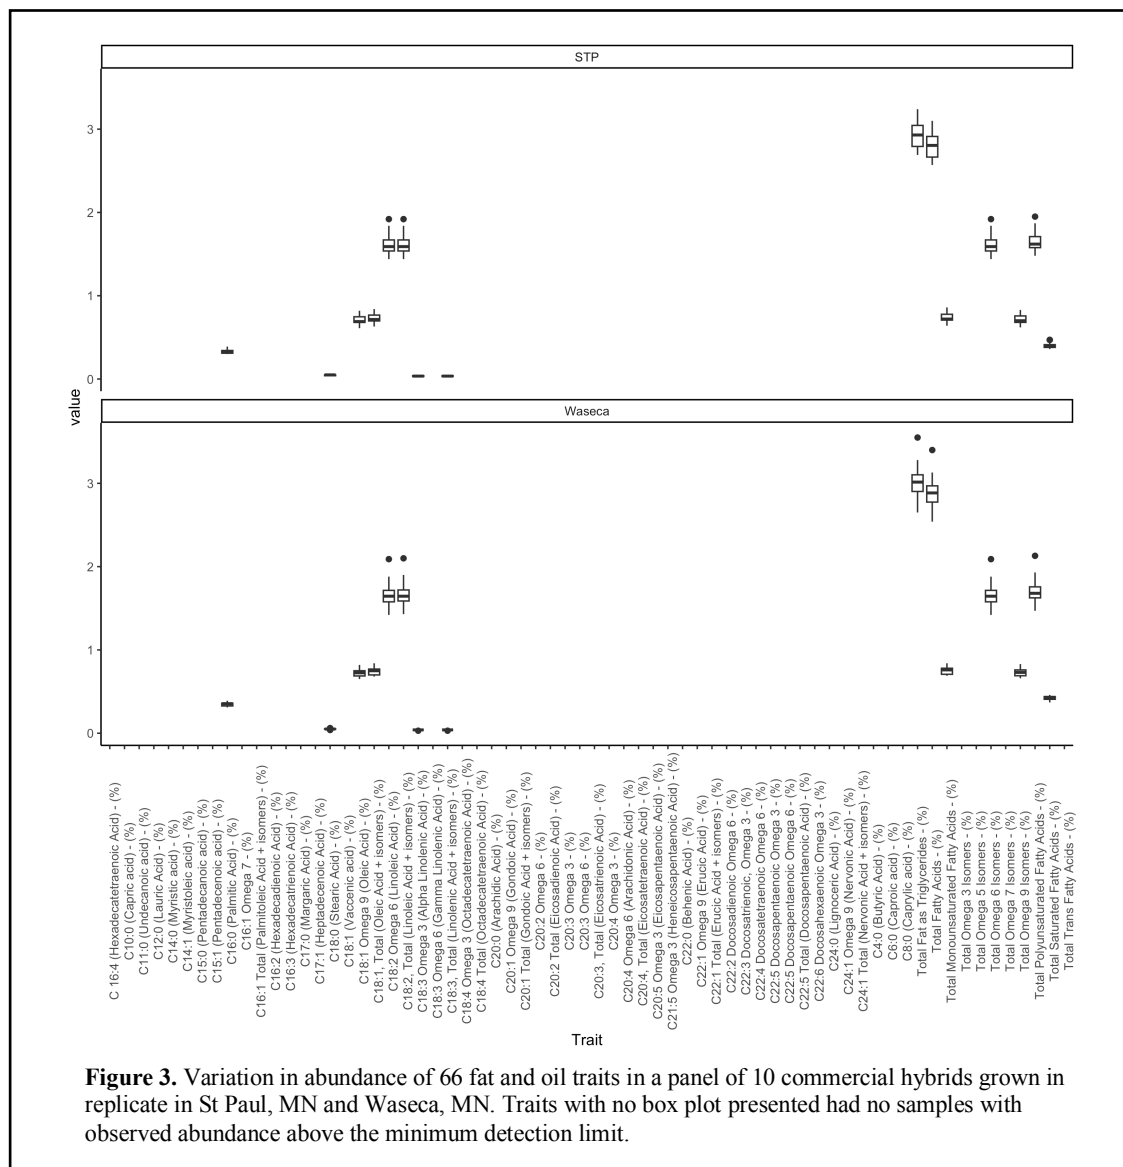 STP
3
2
1
0
value
Waseca
3
2
1
0
C 16:4 (Hexadecatetraenoic Acid) - (%)
C10:0 (Capric acid) - (%)
C11:0 (Undecanoic acid) - (%)
C12:0 (Lauric Acid) - (%)
C14:0 (Myristic acid) - (%)
C14:1 (Myristoleic acid) - (%)
C15:0 (Pentadecanoic acid) - (%)
C15:1 (Pentadecenoic acid) - (%)
C16:0 (Palmitic Acid) - (%)
C16:1 Omega 7 - (%)
C16:1 Total (Palmitoleic Acid + isomers) - (%)
C16:2 (Hexadecadienoic Acid) - (%)
C16:3 (Hexadecatrienoic Acid) - (%)
C17:0 (Margaric Acid) - (%)
C17:1 (Heptadecenoic Acid) - (%)
C18:0 (Stearic Acid) - (%)
C18:1 (Vaccenic acid) - (%)
C18:1 Omega 9 (Oleic Acid) - (%)
C18:1, Total (Oleic Acid + isomers) - (%)
C18:2 Omega 6 (Linoleic Acid) - (%)
C18:2, Total (Linoleic Acid + isomers) - (%)
C18:3 Omega 3 (Alpha Linolenic Acid) - (%)
C18:3 Omega 6 (Gamma Linolenic Acid) - (%)
C18:3, Total (Linolenic Acid + isomers) - (%)
C18:4 Omega 3 (Octadecatetraenoic Acid) - (%)
C18:4 Total (Octadecatetraenoic Acid) - (%)
C20:0 (Arachidic Acid) - (%)
C20:1 Omega 9 (Gondoic Acid) - (%)
C20:1 Total (Gondoic Acid + isomers) - (%)
C20:2 Omega 6 - (%)
C20:2 Total (Eicosadienoic Acid) - (%)
C20:3 Omega 3 - (%)
C20:3 Omega 6 - (%)
C20:3, Total (Eicosatrienoic Acid) - (%)
C20:4 Omega 3 - (%)
C20:4 Omega 6 (Arachidonic Acid) - (%)
C20:4, Total (Eicosatetraenoic Acid) - (%)
C20:5 Omega 3 (Eicosapentaenoic Acid) - (%)
C21:5 Omega 3 (Heneicosapentaenoic Acid) - (%)
C22:0 (Behenic Acid) - (%)
C22:1 Omega 9 (Erucic Acid) - (%)
C22:1 Total (Erucic Acid + isomers) - (%)
C22:2 Docosadienoic Omega 6 - (%)
C22:3 Docosatrienoic, Omega 3 - (%)
C22:4 Docosatetraenoic Omega 6 - (%)
C22:5 Docosapentaenoic Omega 3 - (%)
C22:5 Docosapentaenoic Omega 6 - (%)
C22:5 Total (Docosapentaenoic Acid) - (%)
C22:6 Docosahexaenoic Omega 3 - (%)
C24:0 (Lignoceric Acid) - (%)
C24:1 Omega 9 (Nervonic Acid) - (%)
C24:1 Total (Nervonic Acid + isomers) - (%)
C4:0 (Butyric Acid) - (%)
C6:0 (Caproic acid) - (%)
C8:0 (Caprylic acid) - (%)
Total Fat as Triglycerides - (%)
Total Fatty Acids - (%)
Total Monounsaturated Fatty Acids - (%)
Total Omega 3 Isomers - (%)
Total Omega 5 Isomers - (%)
Total Omega 6 Isomers - (%)
Total Omega 7 Isomers - (%)
Total Omega 9 Isomers - (%)
Total Polyunsaturated Fatty Acids - (%)
Total Saturated Fatty Acids - (%)
Total Trans Fatty Acids - (%)
Trait
Figure 3. Variation in abundance of 66 fat and oil traits in a panel of 10 commercial hybrids grown in
replicate in St Paul, MN and Waseca, MN. Traits with no box plot presented had no samples with
observed abundance above the minimum detection limit.